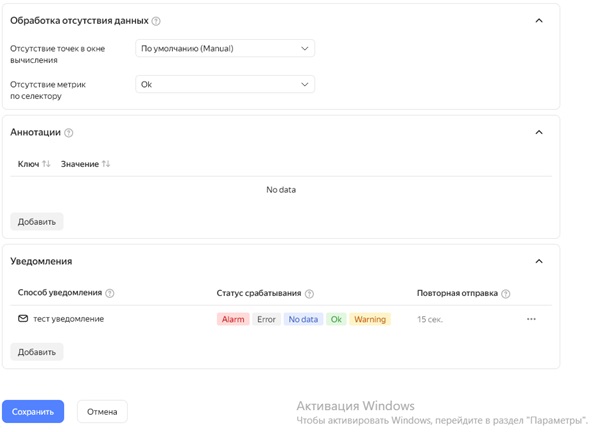 Обработка отсутствия данных
Отсутствие точек в окне
вычисления
По умолчанию (Manual)
Отсутствие метрик
по селектору
Ok
Аннотации
Ключ Значение
No data
Добавить
Уведомления
Способ уведомления Статус срабатывания Повторная отправка
тест уведомление Alarm Error No data Ok Warning 15 сек.
Добавить
Сохранить Отмена
Активация Windows
Чтобы активировать Windows, перейдите в раздел "Параметры".